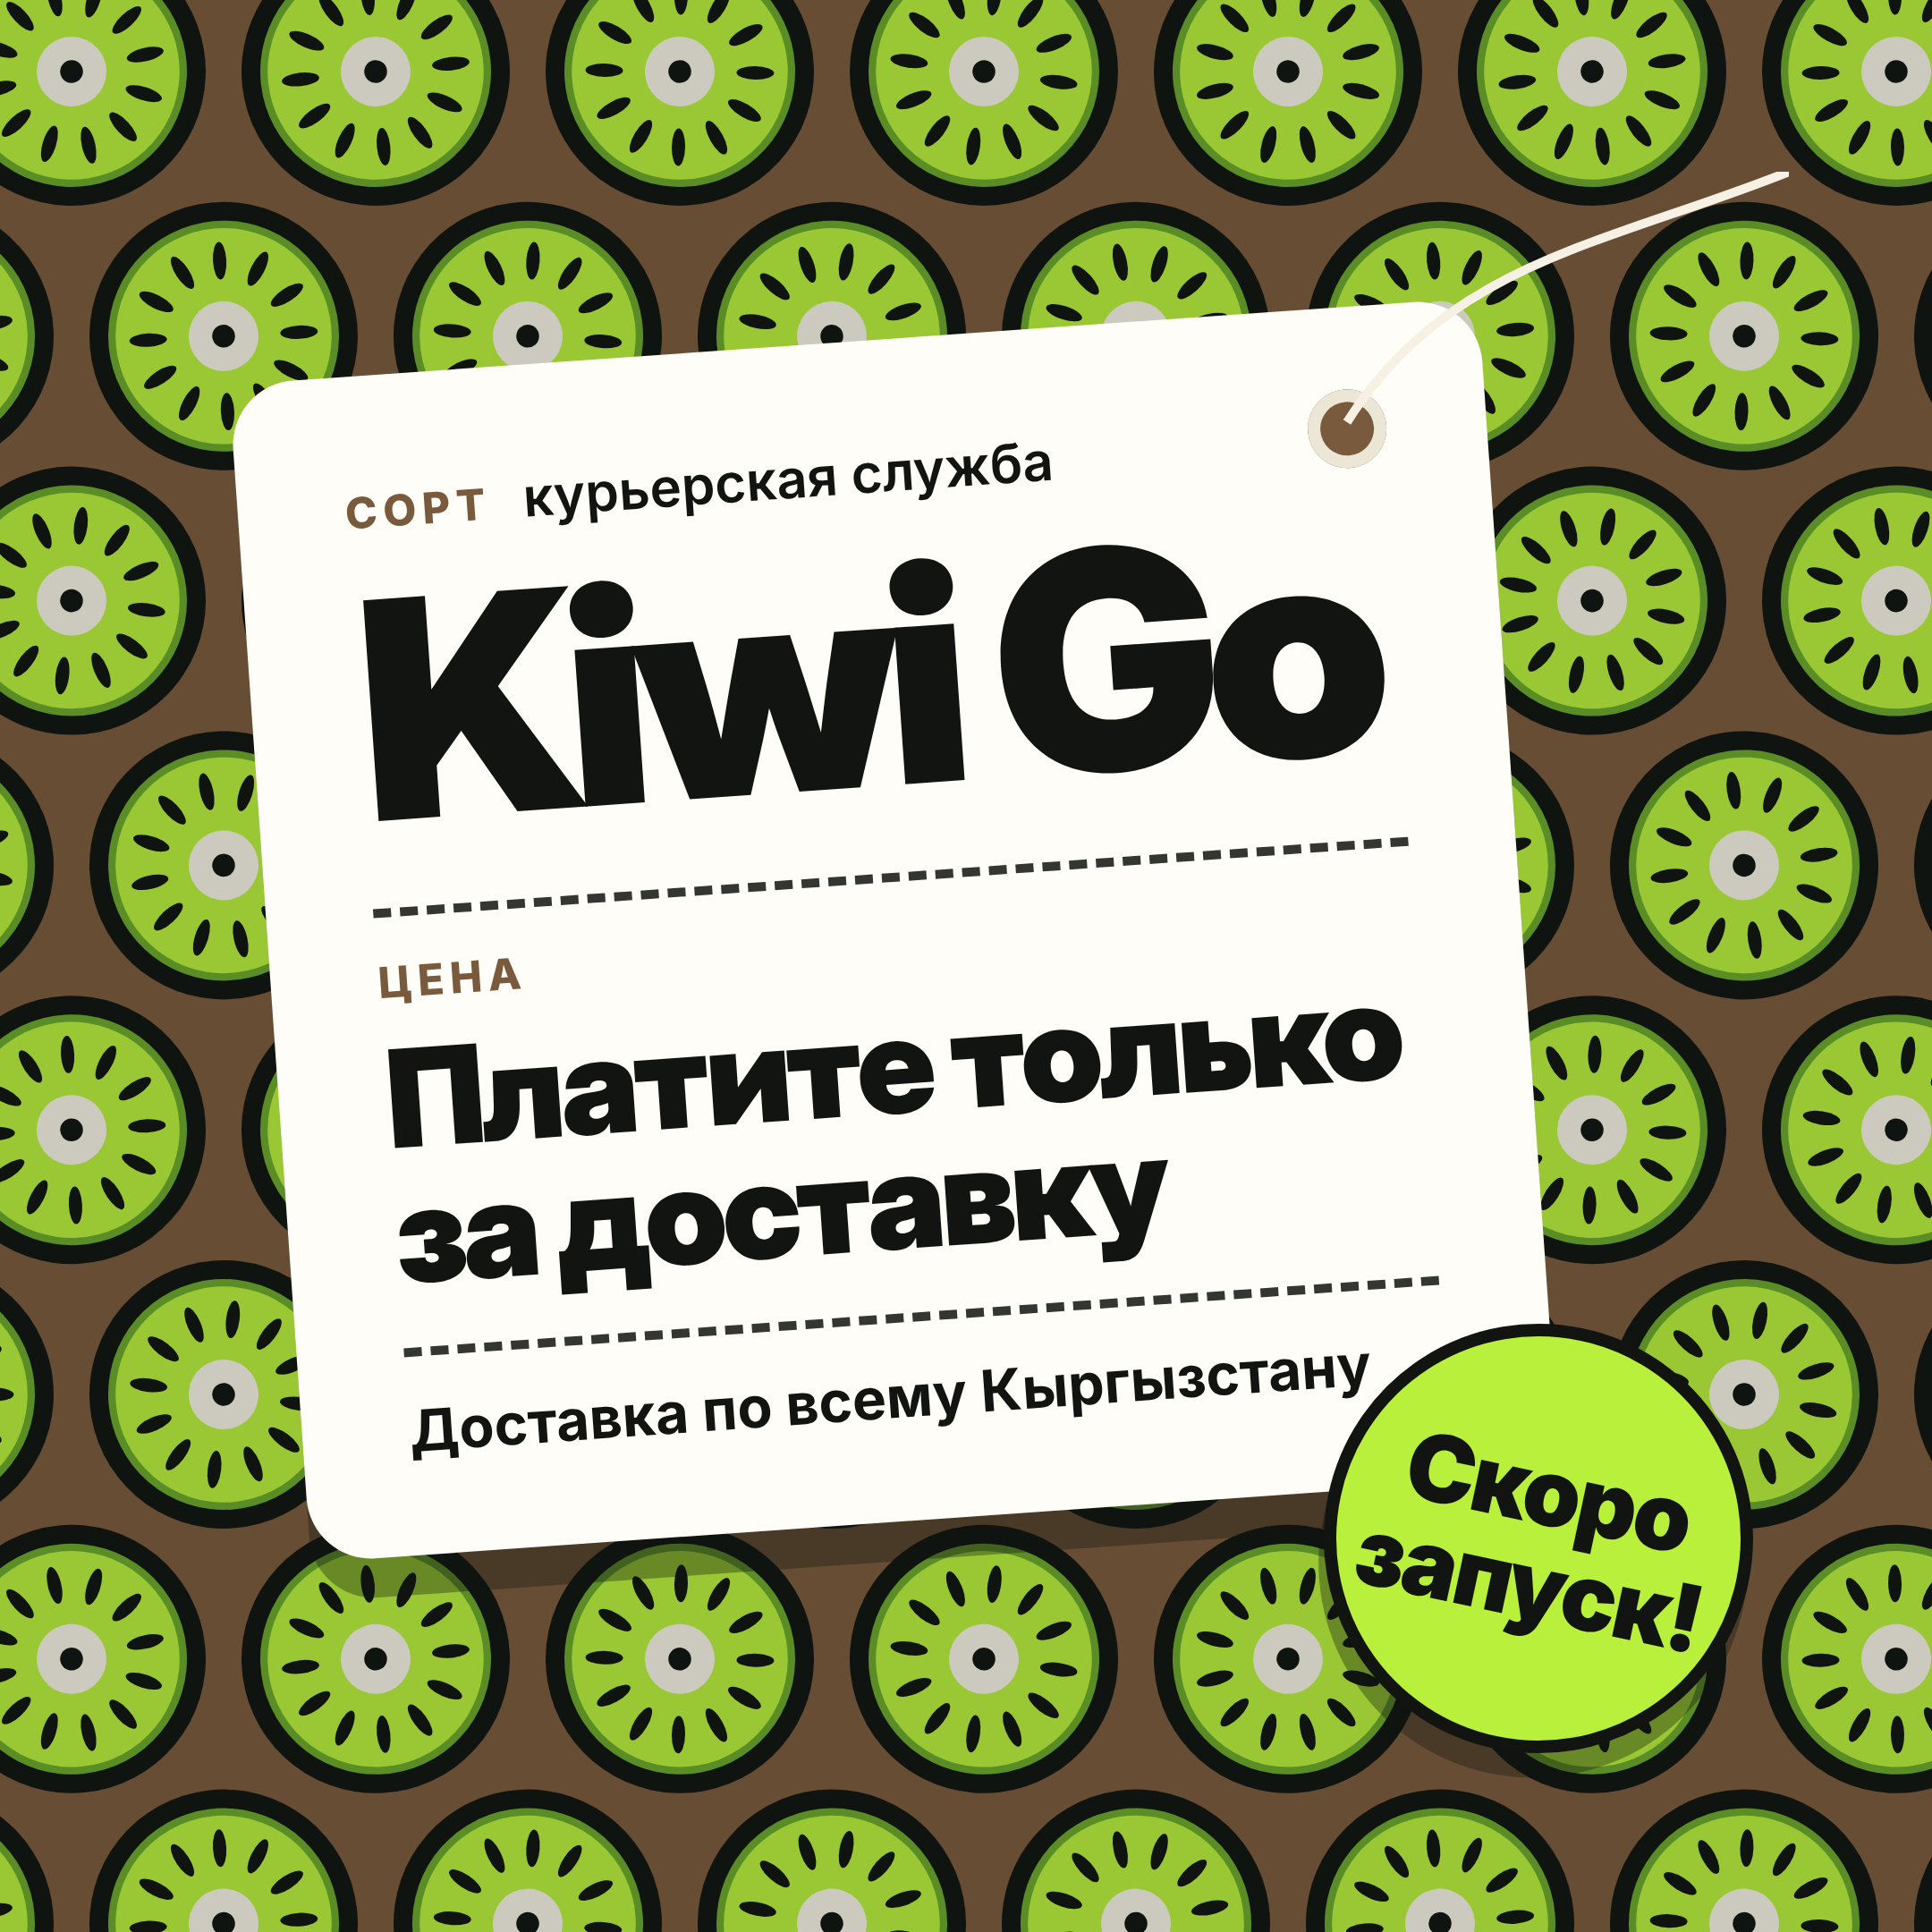 СОРТ курьерская служба
Kiwi Go
ЦЕНА
Платите только
за доставку
Доставка по всему Кыргызстану
Скоро
запуск!